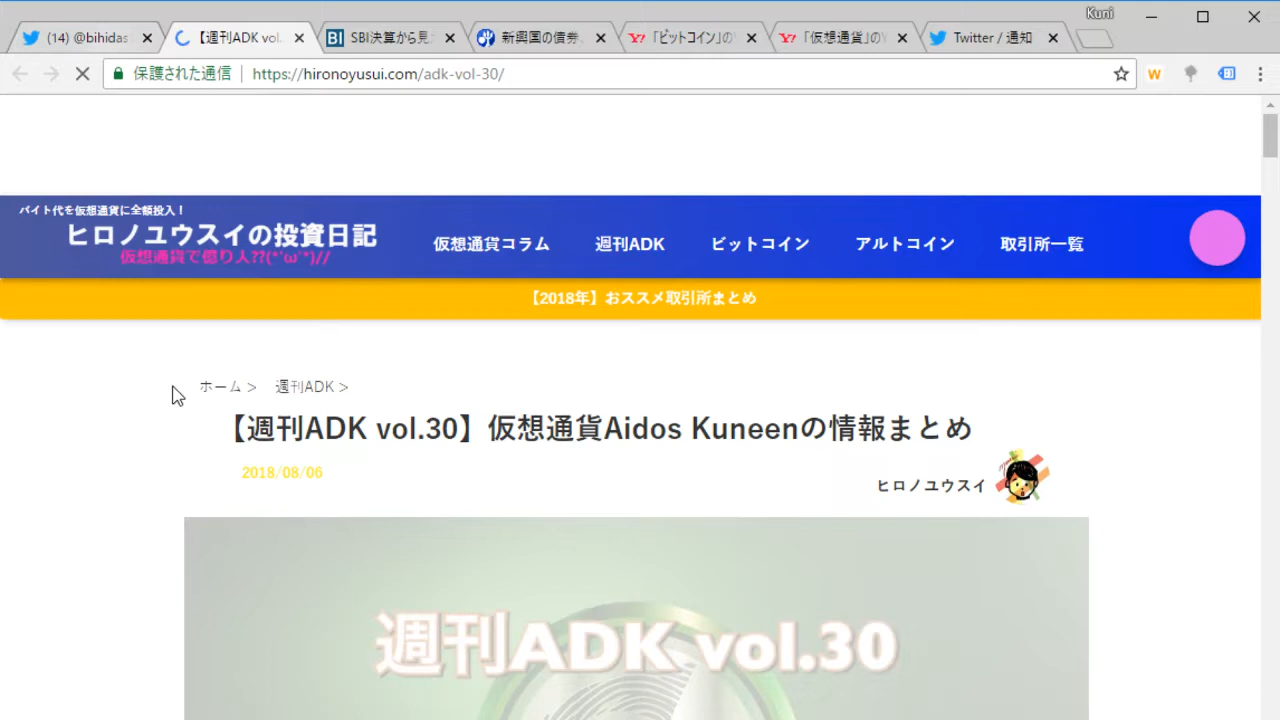 Kuni
(14) @bihidas
【週刊ADK vol.
SBI決算から見
新興国の債券
「ビットコイン」の
「仮想通貨」の
Twitter / 通知
保護された通信
https://hironoyusui.com/adk-vol-30/
バイト代を仮想通貨に全額投入！
ヒロノユウスイの投資日記
仮想通貨で億り人??(*'ω'*)//
仮想通貨コラム
週刊ADK
ビットコイン
アルトコイン
取引所一覧
【2018年】おススメ取引所まとめ
ホーム > 週刊ADK >
【週刊ADK vol.30】仮想通貨Aidos Kuneenの情報まとめ
2018/08/06
ヒロノユウスイ
週刊ADK vol.30